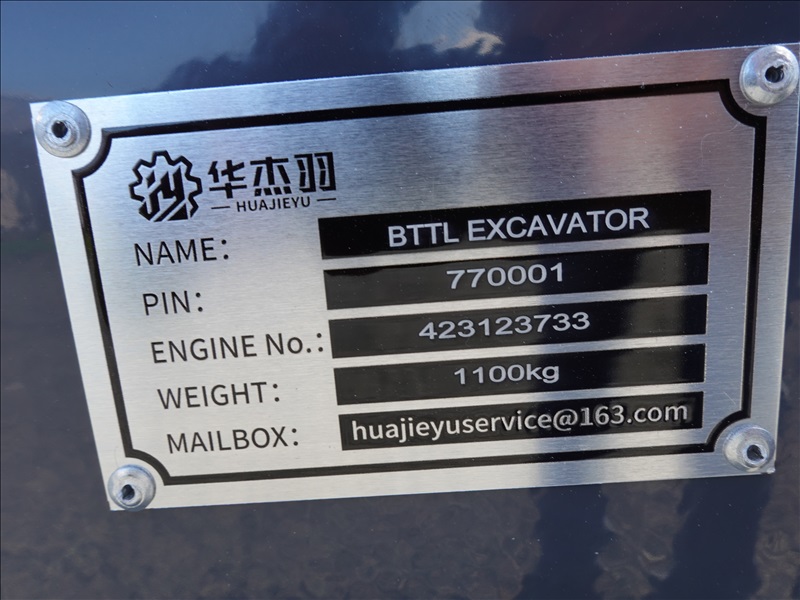 华杰羽
HUAJIEYU
NAME: BTTL EXCAVATOR
PIN: 770001
ENGINE No.: 423123733
WEIGHT: 1100kg
MAILBOX: huajieyuservice@163.com